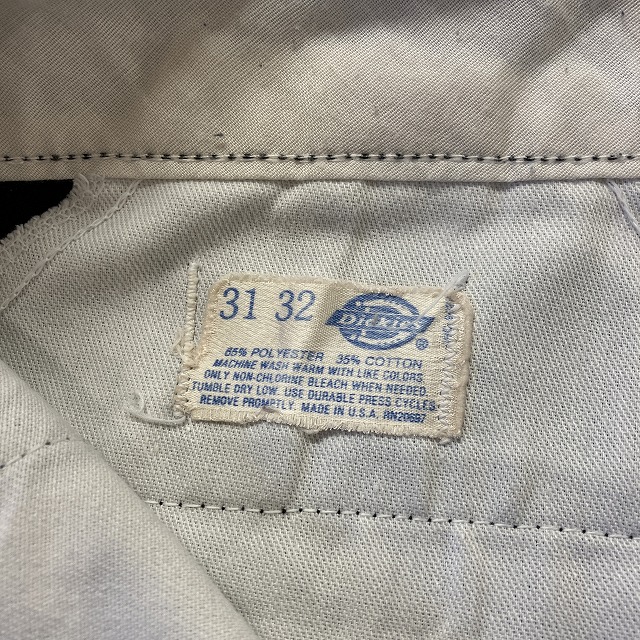 31 32
Dickies ®
65% POLYESTER 35% COTTON
MACHINE WASH WARM WITH LIKE COLORS.
ONLY NON-CHLORINE BLEACH WHEN NEEDED.
TUMBLE DRY LOW. USE DURABLE PRESS CYCLES.
REMOVE PROMPTLY. MADE IN U.S.A. RN20697